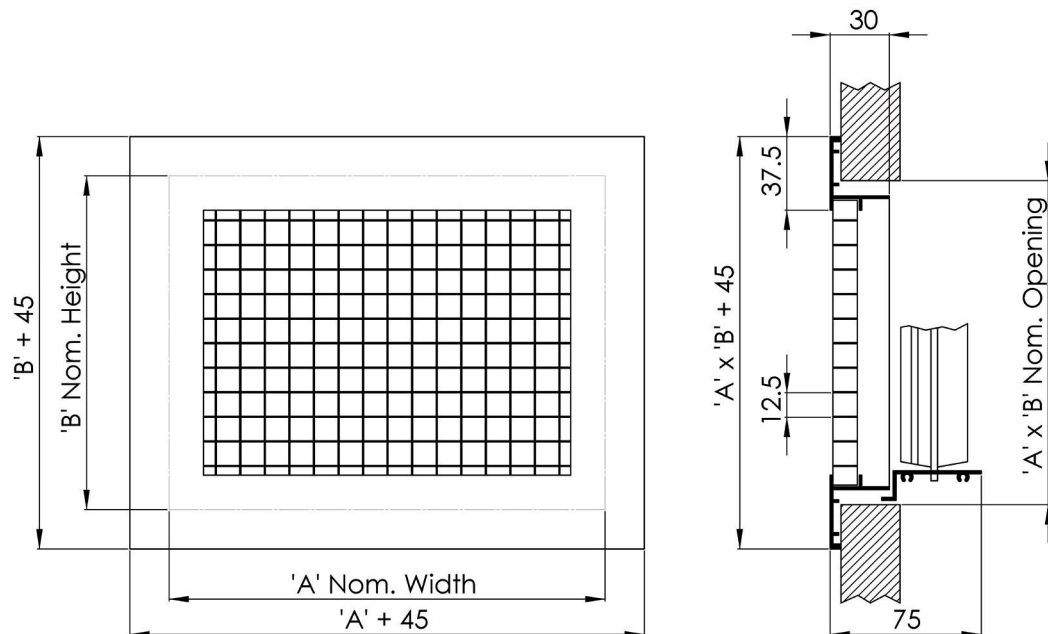 'B' + 45
'B' Nom. Height
'A' Nom. Width
'A' + 45
30
37.5
'A' x 'B' + 45
12.5
'A' x 'B' Nom. Opening
75